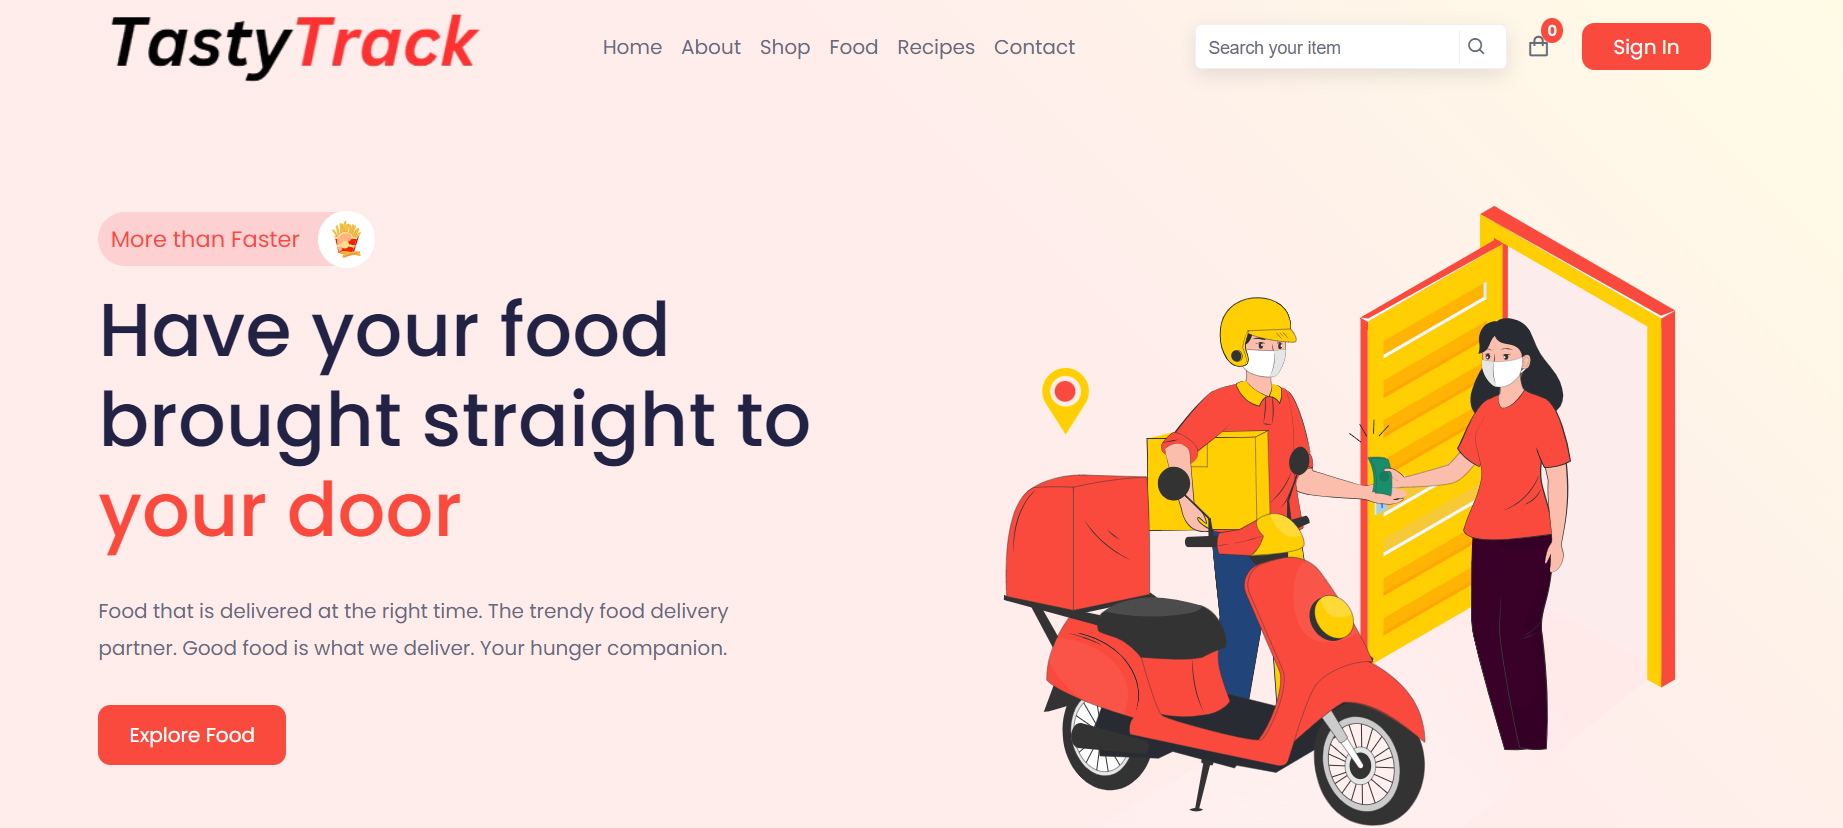 TastyTrack
Home About Shop Food Recipes Contact
Search your item
0
Sign In
More than Faster
Have your food
brought straight to
your door
Food that is delivered at the right time. The trendy food delivery
partner. Good food is what we deliver. Your hunger companion.
Explore Food